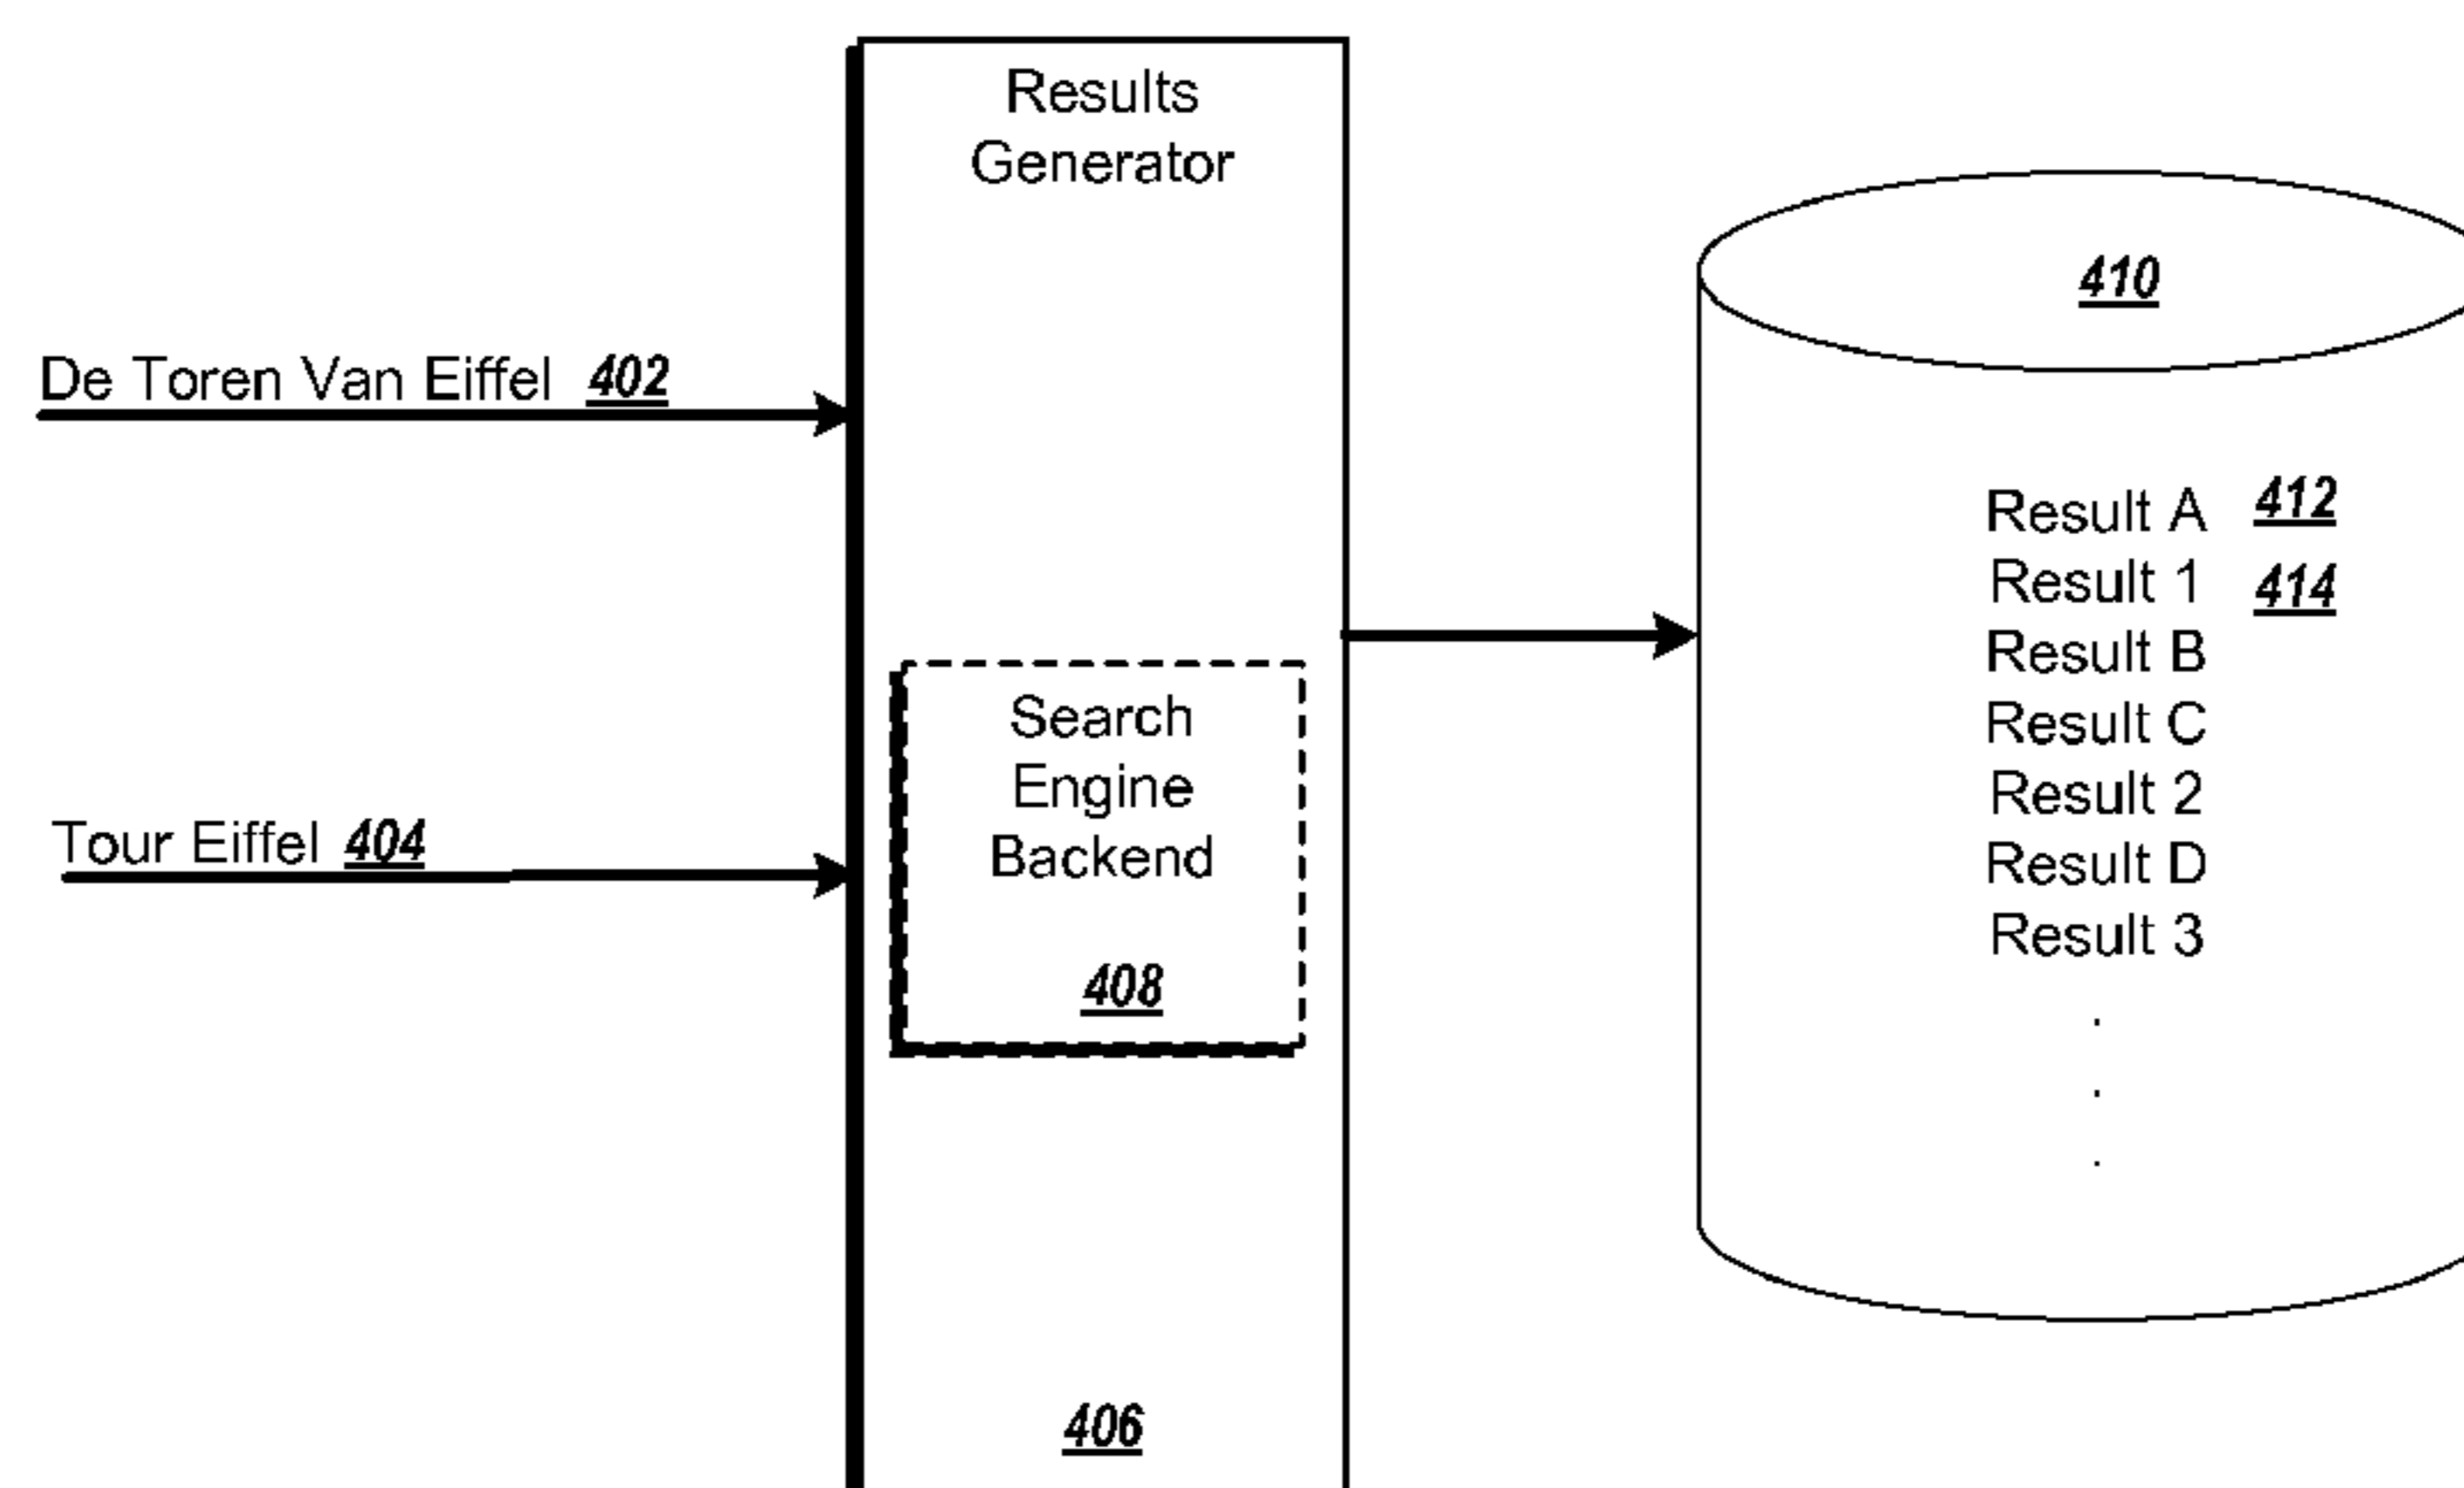 Results
Generator
De Toren Van Eiffel 402
Tour Eiffel 404
Search
Engine
Backend
408
406
410
Result A 412
Result 1 414
Result B
Result C
Result 2
Result D
Result 3
.
.
.